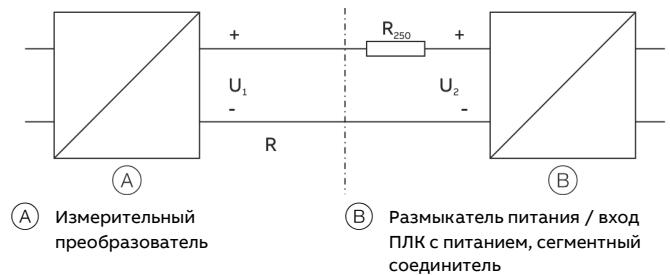 +
R₂₅₀
+
U₁
U₂
-
-
R
A
B
A Измерительный
преобразователь
B Размыкатель питания / вход
ПЛК с питанием, сегментный
соединитель